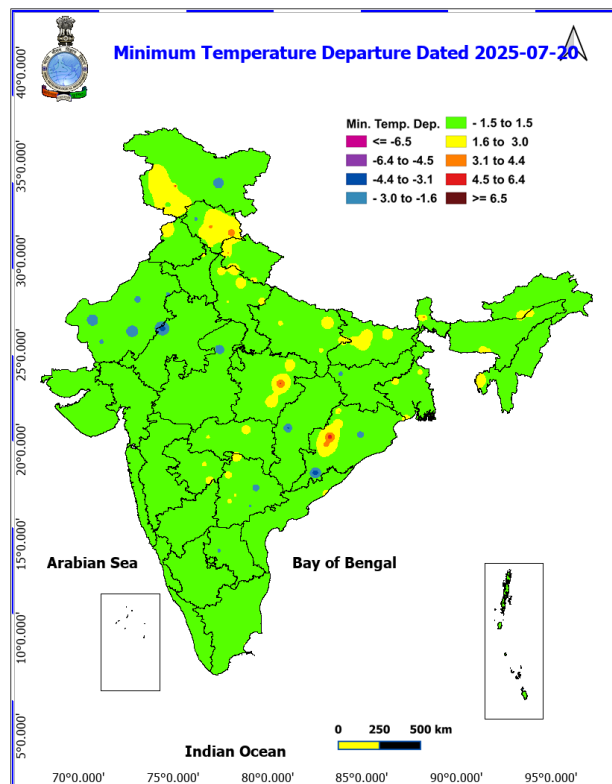 Minimum Temperature Departure Dated 2025-07-20
Min. Temp. Dep.
<= -6.5
-6.4 to -4.5
-4.4 to -3.1
- 3.0 to -1.6
- 1.5 to 1.5
1.6 to 3.0
3.1 to 4.4
4.5 to 6.4
>= 6.5
40°0.000'
35°0.000'
30°0.000'
25°0.000'
20°0.000'
15°0.000'
10°0.000'
5°0.000'
Arabian Sea
Bay of Bengal
Indian Ocean
0 250 500 km
70°0.000' 75°0.000' 80°0.000' 85°0.000' 90°0.000' 95°0.000'